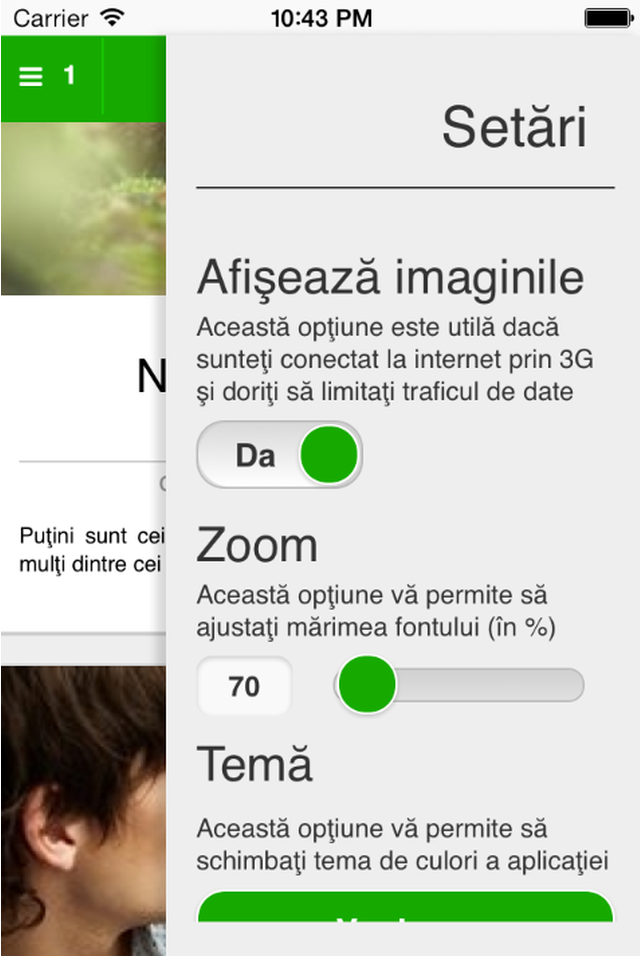 Carrier
10:43 PM
1
Setări
Afişează imaginile
Această opţiune este utilă dacă
sunteţi conectat la internet prin 3G
şi doriţi să limitaţi traficul de date
Da
Zoom
Această opţiune vă permite să
ajustaţi mărimea fontului (în %)
70
Temă
Această opţiune vă permite să
schimbaţi tema de culori a aplicaţiei
N
Puţini sunt cei
mulţi dintre cei